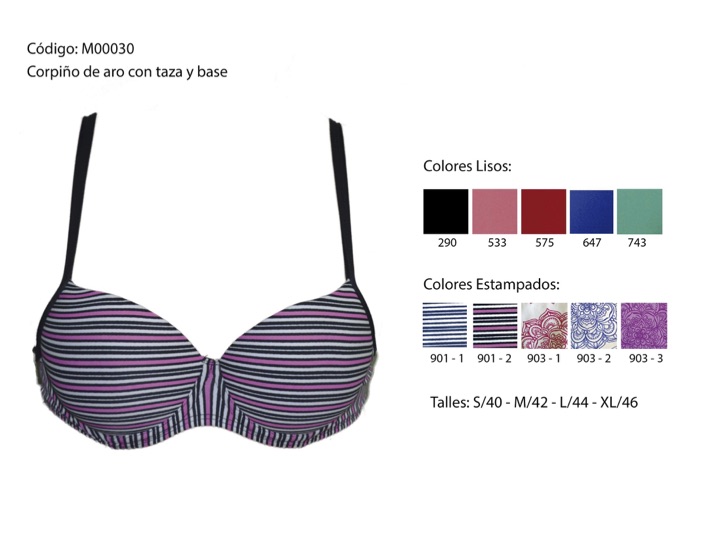 Código: M00030
Corpiño de aro con taza y base
Colores Lisos:
290 533 575 647 743
Colores Estampados:
901 - 1 901 - 2 903 - 1 903 - 2 903 - 3
Talles: S/40 - M/42 - L/44 - XL/46